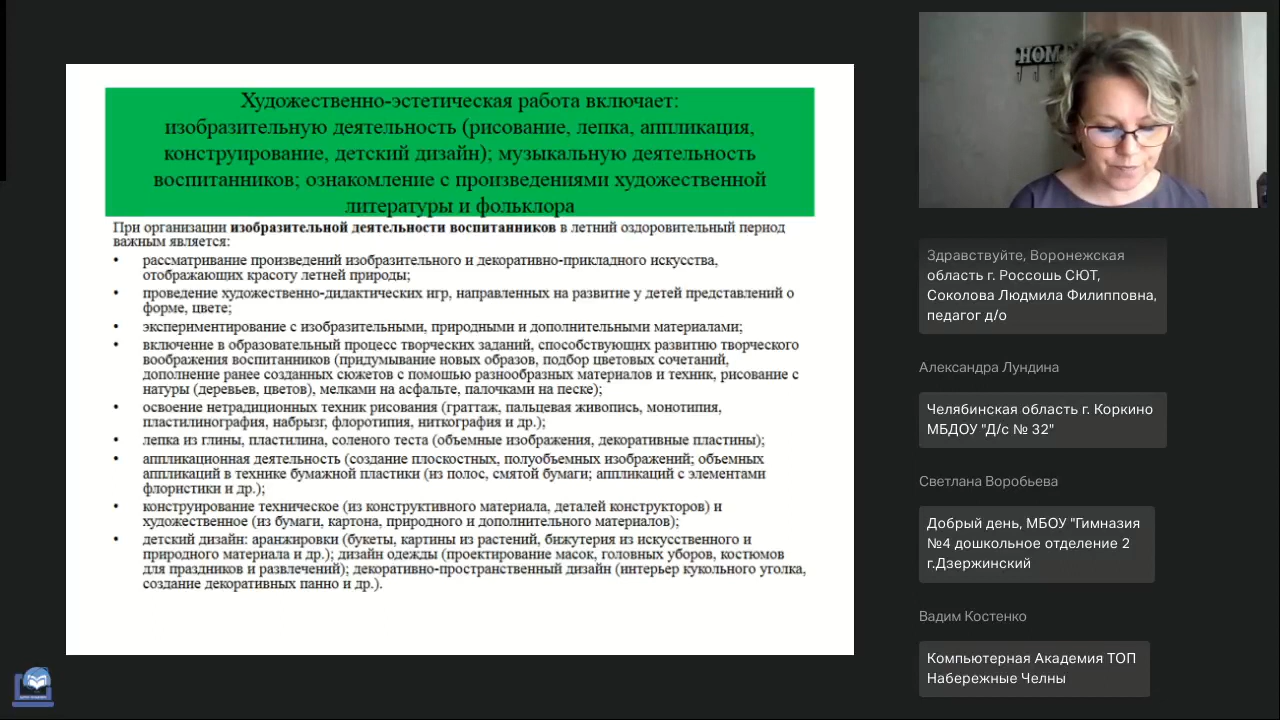 Художественно-эстетическая работа включает:
изобразительную деятельность (рисование, лепка, аппликация,
конструирование, детский дизайн); музыкальную деятельность
воспитанников; ознакомление с произведениями художественной
литературы и фольклора
При организации изобразительной деятельности воспитанников в летний оздоровительный период
важным является:
• рассматривание произведений изобразительного и декоративно-прикладного искусства,
отображающих красоту летней природы;
• проведение художественно-дидактических игр, направленных на развитие у детей представлений о
форме, цвете;
• экспериментирование с изобразительными, природными и дополнительными материалами;
• включение в образовательный процесс творческих заданий, способствующих развитию творческого
воображения воспитанников (придумывание новых образов, подбор цветовых сочетаний,
дополнение ранее созданных сюжетов с помощью разнообразных материалов и техник, рисование с
натуры (деревьев, цветов), мелками на асфальте, палочками на песке);
• освоение нетрадиционных техник рисования (граттаж, пальцевая живопись, монотипия,
пластилинография, набрызг, флоротипия, ниткография и др.);
• лепка из глины, пластилина, соленого теста (объемные изображения, декоративные пластины);
• аппликационная деятельность (создание плоскостных, полуобъемных изображений; объемных
аппликаций в технике бумажной пластики (из полос, смятой бумаги; аппликаций с элементами
флористики и др.);
• конструирование техническое (из конструктивного материала, деталей конструкторов) и
художественное (из бумаги, картона, природного и дополнительного материалов);
• детский дизайн: аранжировки (букеты, картины из растений, бижутерия из искусственного и
природного материала и др.); дизайн одежды (проектирование масок, головных уборов, костюмов
для праздников и развлечений); декоративно-пространственный дизайн (интерьер кукольного уголка,
создание декоративных панно и др.).
HOME
Здравствуйте, Воронежская
область г. Россошь СЮТ,
Соколова Людмила Филипповна,
педагог д/о
Александра Лундина
Челябинская область г. Коркино
МБДОУ "Д/с № 32"
Светлана Воробьева
Добрый день, МБОУ "Гимназия
№4 дошкольное отделение 2
г.Дзержинский
Вадим Костенко
Компьютерная Академия ТОП
Набережные Челны